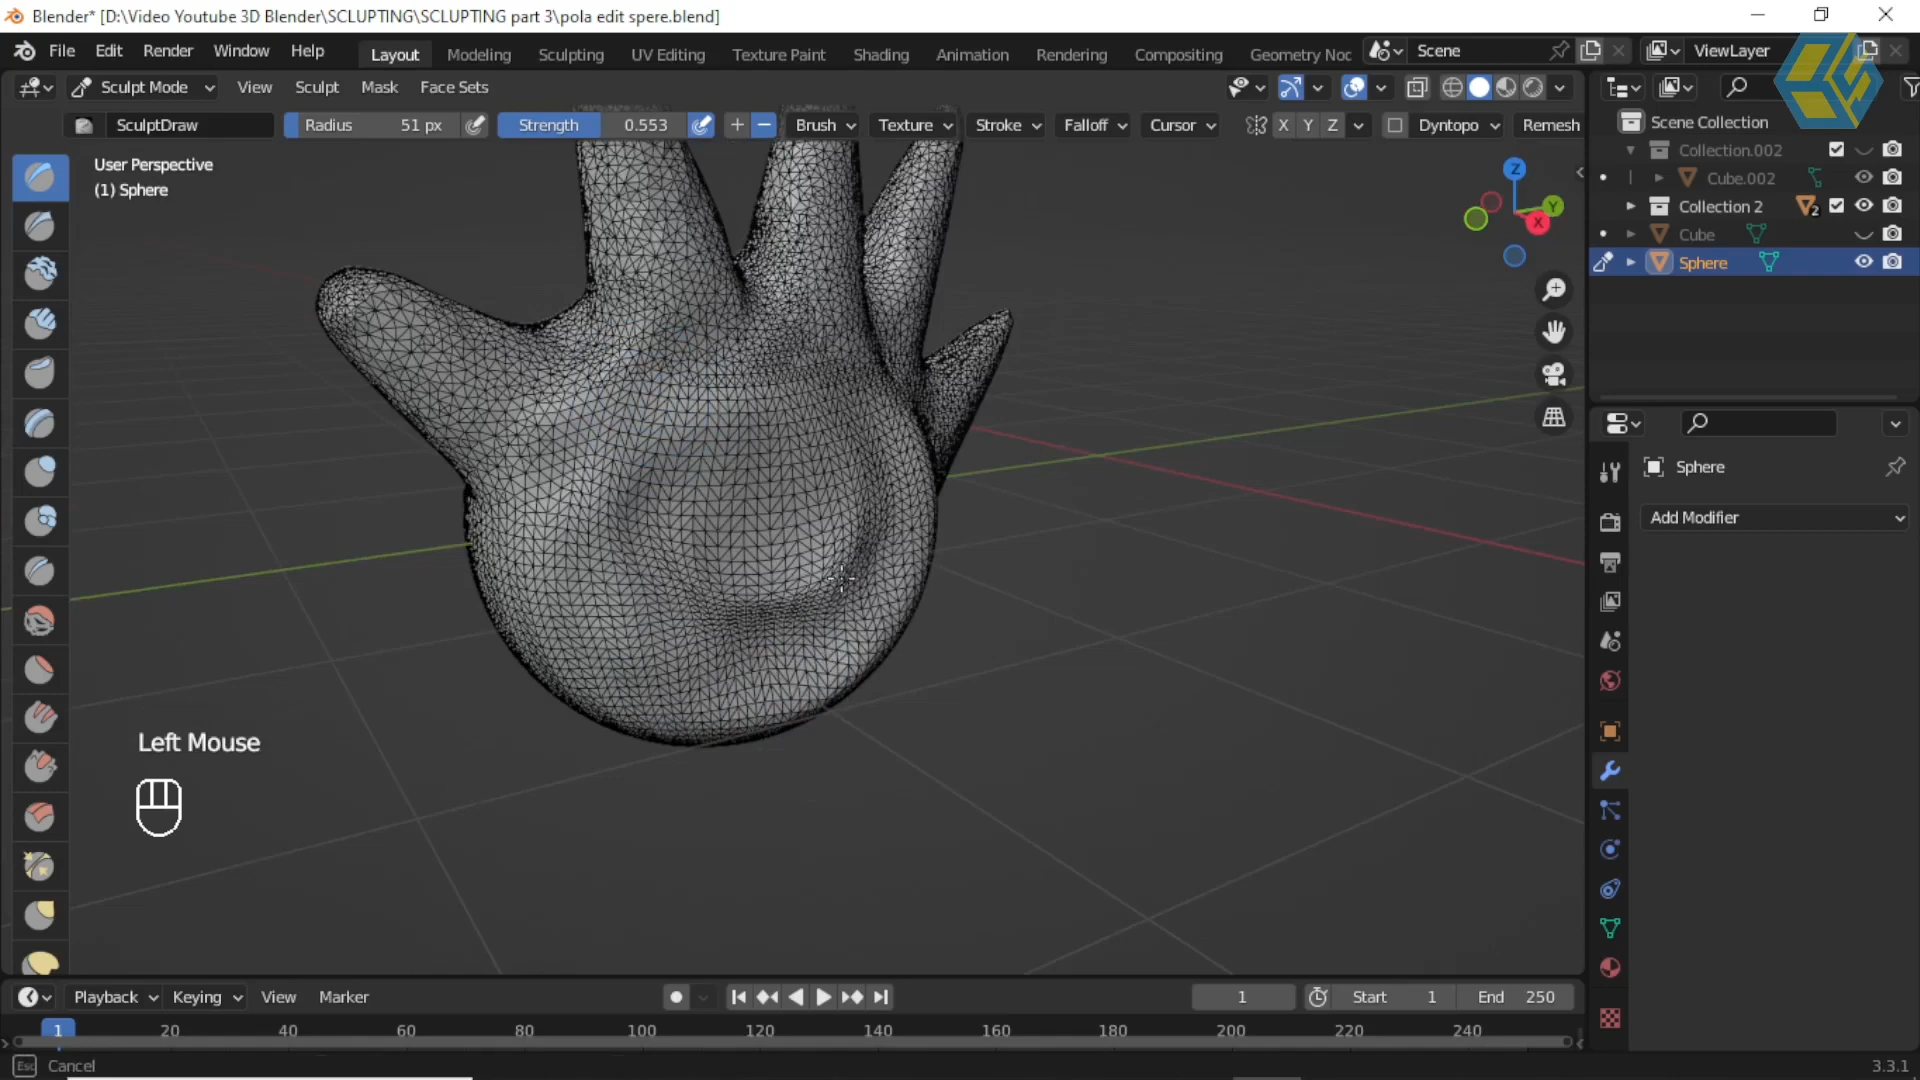 Blender* [D:\Video Youtube 3D Blender\SCLUPTING\SCLUPTING part 3\pola edit spere.blend]
File Edit Render Window Help Layout Modeling Sculpting UV Editing Texture Paint Shading Animation Rendering Compositing Geometry Noc Scene ViewLayer
Sculpt Mode View Sculpt Mask Face Sets
SculptDraw Radius 51 px Strength 0.553 Brush Texture Stroke Falloff Cursor X Y Z Dyntopo Remesh
User Perspective
(1) Sphere
Z
Y
X
Scene Collection
Collection.002
Cube.002
Collection 2 2
Cube
Sphere
Sphere
Add Modifier
Left Mouse
Playback Keying View Marker 1 Start 1 End 250
1 20 40 60 80 100 120 140 160 180 200 220 240
Esc Cancel 3.3.1